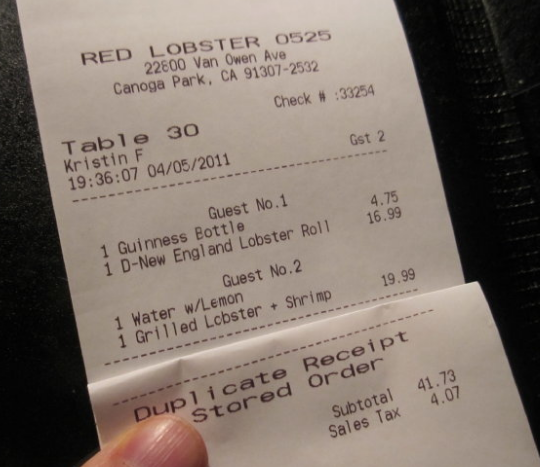 RED LOBSTER 0525
22600 Van Owen Ave
Canoga Park, CA 91307-2532
Check # :33254
Table 30
Kristin F
Gst 2
19:36:07 04/05/2011
Guest No.1
1 Guinness Bottle 4.75
1 D-New England Lobster Roll 16.99
Guest No.2
1 Water w/Lemon
1 Grilled Lobster + Shrimp 19.99
Duplicate Receipt
Stored Order
Subtotal 41.73
Sales Tax 4.07